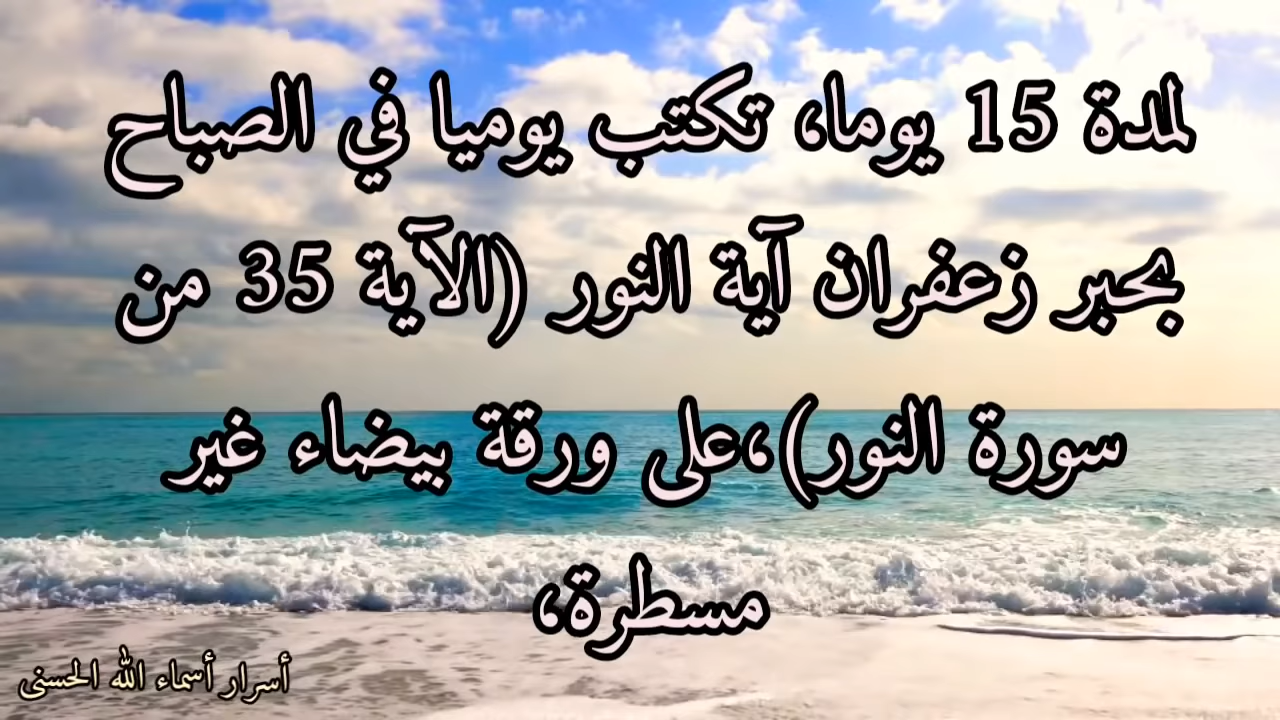 لمدة 15 يوما، تكتب يوميا في الصباح
بحبر زعفران آية النور (الآية 35 من
سورة النور)،على ورقة بيضاء غير
مسطرة،
أسرار أسماء الله الحسنى